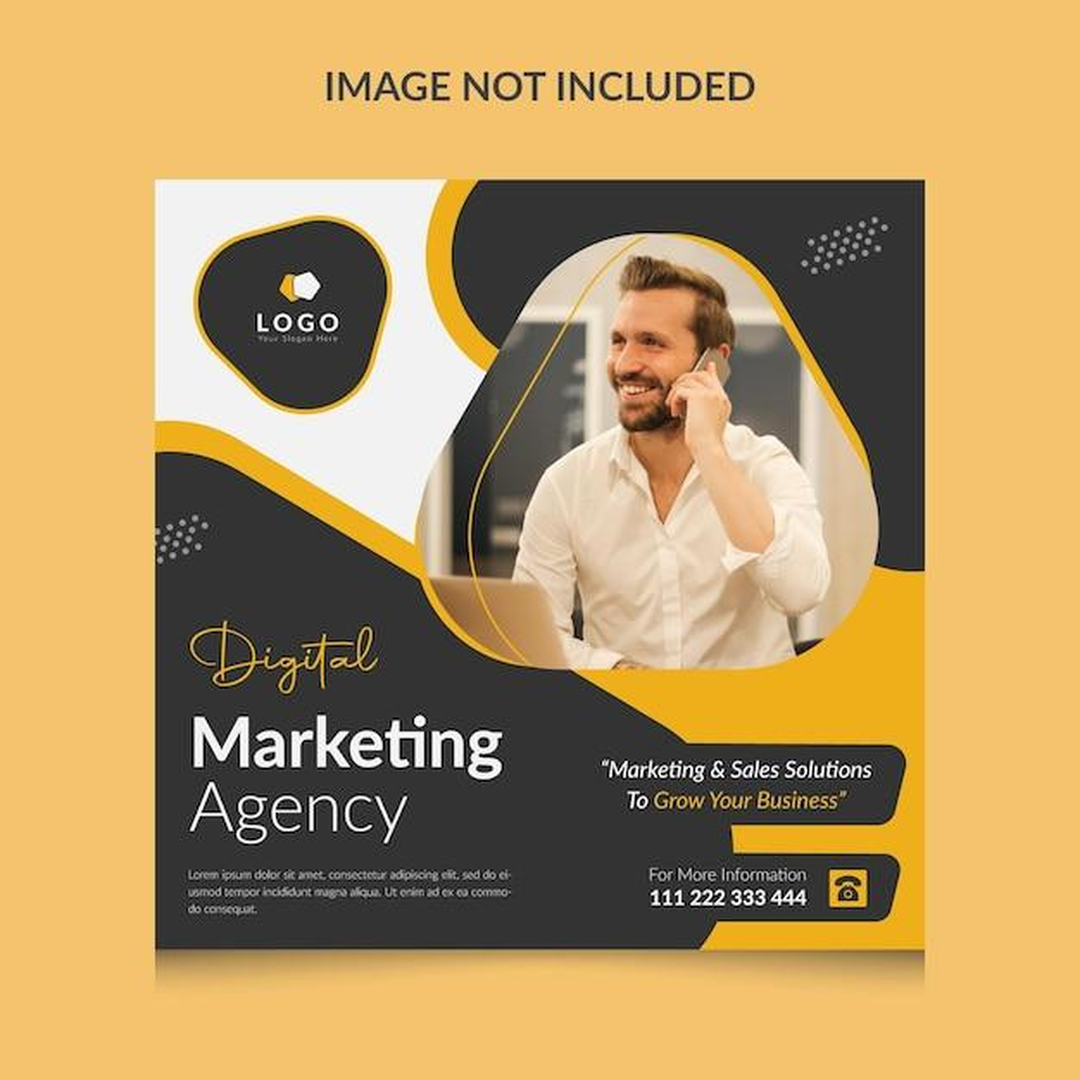 IMAGE NOT INCLUDED
LOGO
Your Slogan Here
Digital
Marketing
Agency
Lorem ipsum dolor sit amet, consectetur adipiscing elit, sed do ei-
usmod tempor incididunt magna aliqua. Ut enim ad ex ea commo-
do consequat.
“Marketing & Sales Solutions
To Grow Your Business”
For More Information
111 222 333 444